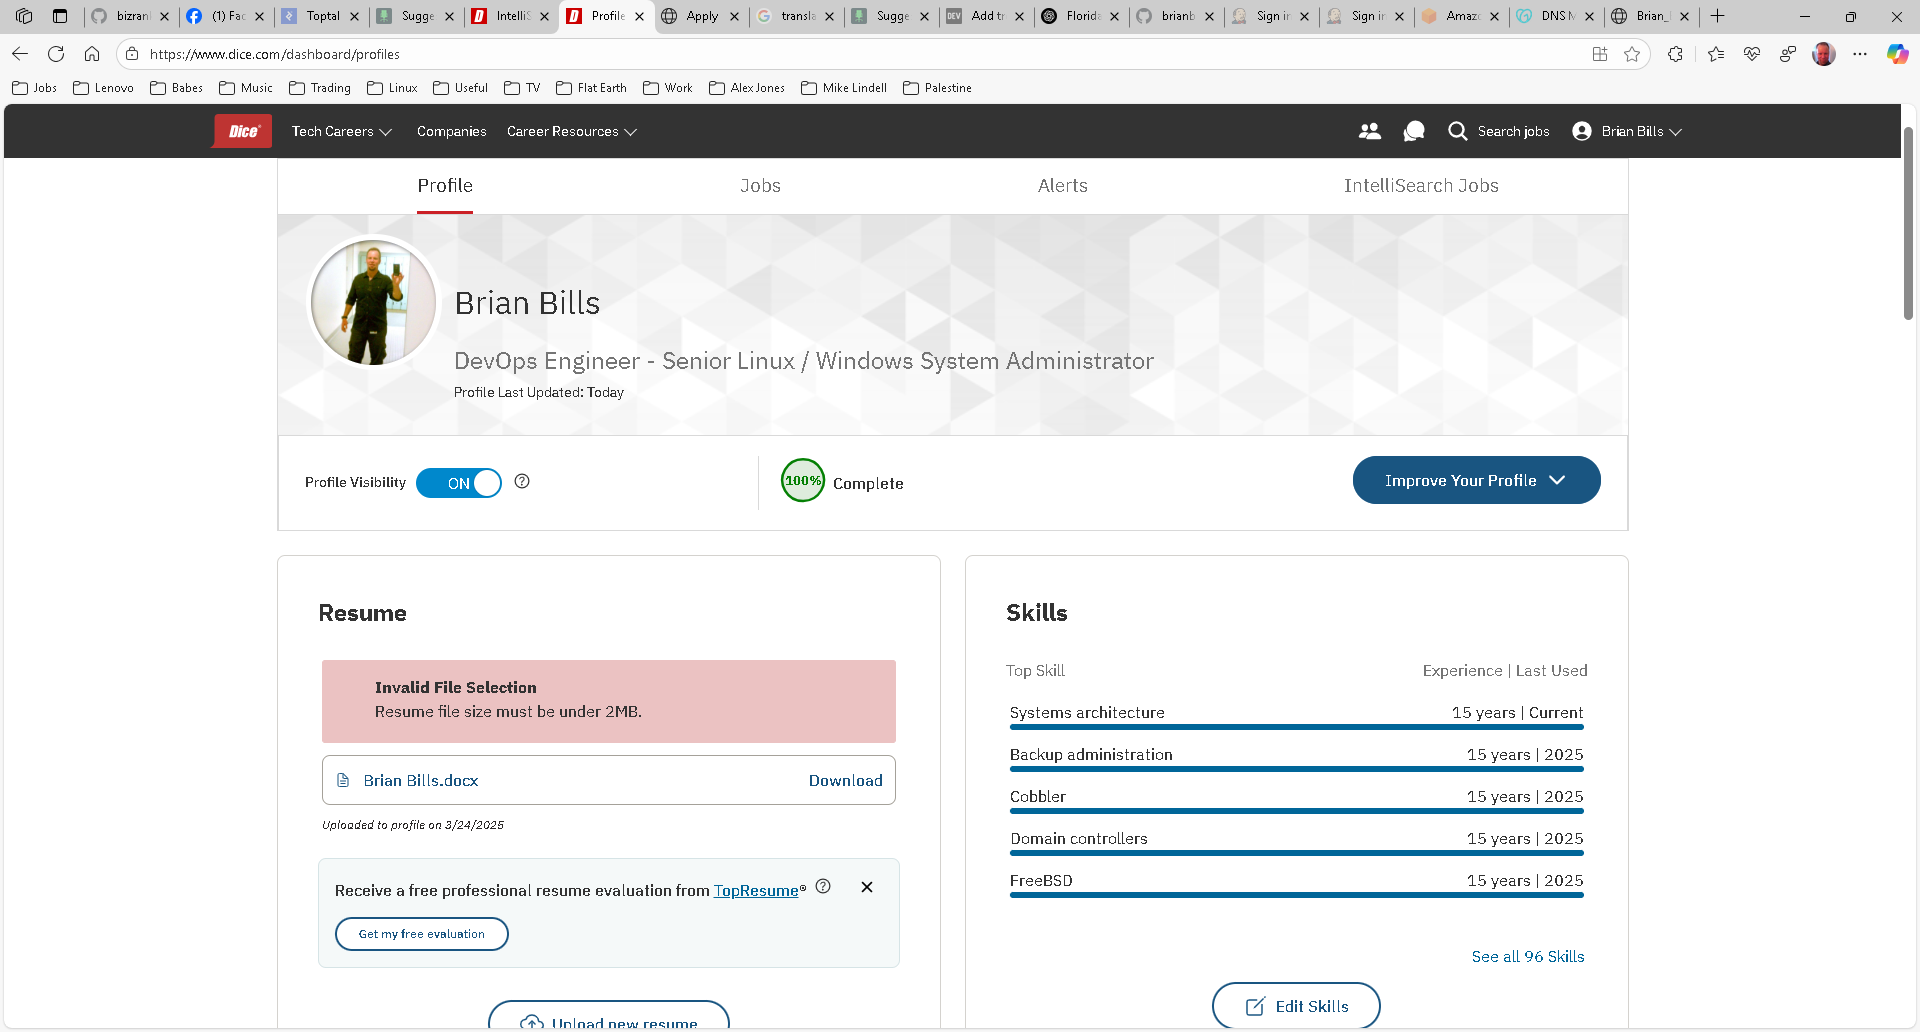 bizran
(1) Fac
Toptal
Sugge
IntelliS
Profile
Apply
transla
Sugge
DEV
Add tr
Florida
brianb
Sign in
Sign in
Amazo
DNS M
Brian_
https://www.dice.com/dashboard/profiles
Jobs
Lenovo
Babes
Music
Trading
Linux
Useful
TV
Flat Earth
Work
Alex Jones
Mike Lindell
Palestine
Dice
Tech Careers
Companies
Career Resources
Search jobs
Brian Bills
Profile
Jobs
Alerts
IntelliSearch Jobs
Brian Bills
DevOps Engineer - Senior Linux / Windows System Administrator
Profile Last Updated: Today
Profile Visibility
ON
100%
Complete
Improve Your Profile
Resume
Invalid File Selection
Resume file size must be under 2MB.
Brian Bills.docx
Download
Uploaded to profile on 3/24/2025
Receive a free professional resume evaluation from TopResume®
Get my free evaluation
Upload new resume
Skills
Top Skill
Experience | Last Used
Systems architecture
15 years | Current
Backup administration
15 years | 2025
Cobbler
15 years | 2025
Domain controllers
15 years | 2025
FreeBSD
15 years | 2025
See all 96 Skills
Edit Skills